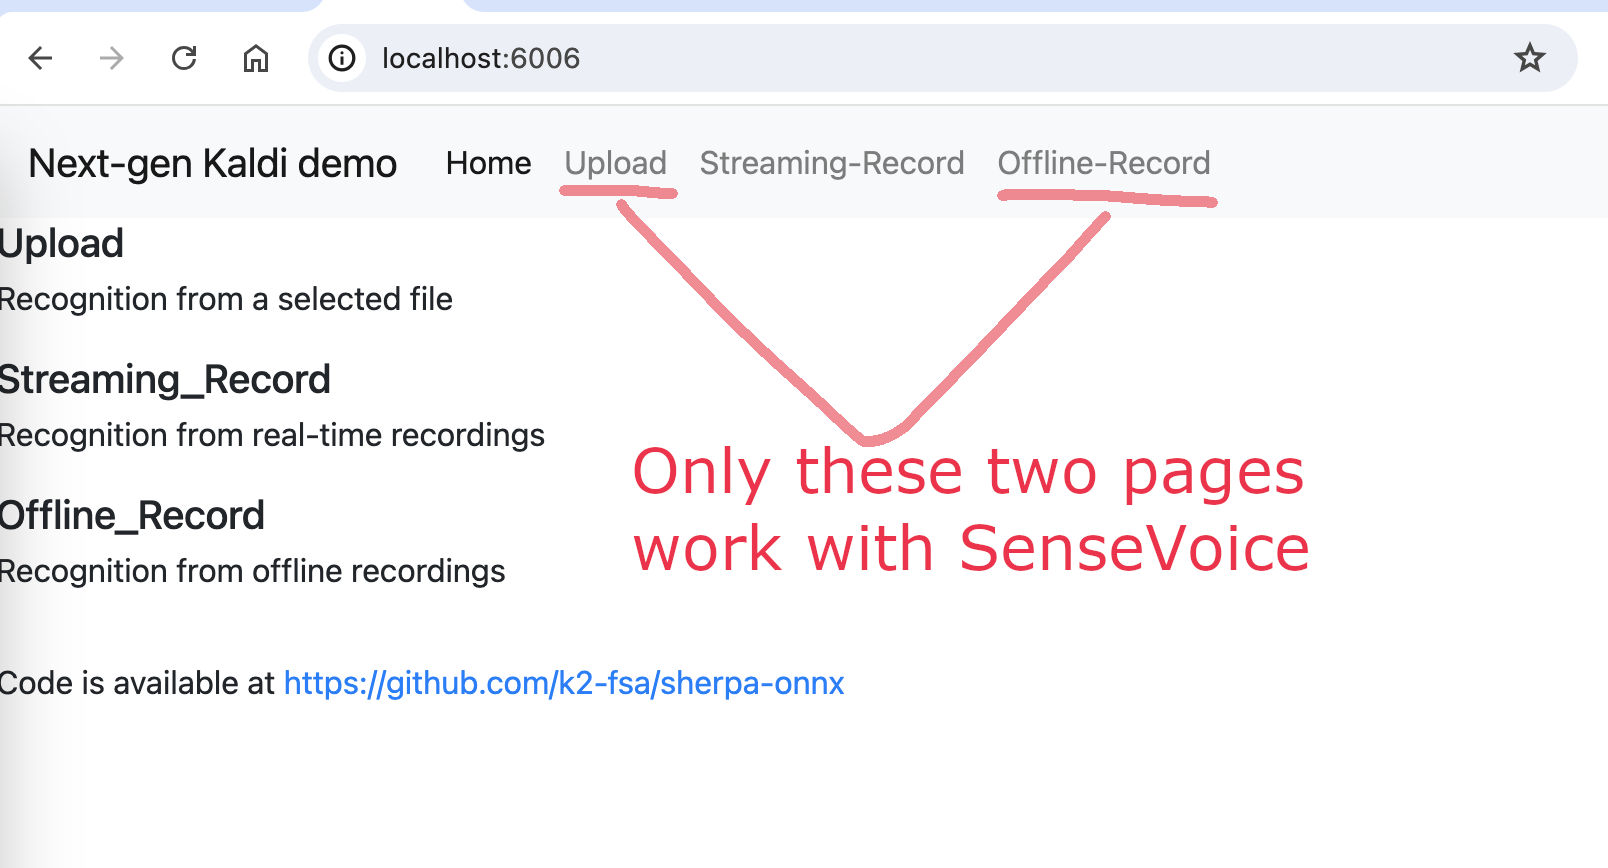 localhost:6006
Next-gen Kaldi demo Home Upload Streaming-Record Offline-Record
Upload
Recognition from a selected file
Streaming_Record
Recognition from real-time recordings
Offline_Record
Recognition from offline recordings
Only these two pages
work with SenseVoice
Code is available at https://github.com/k2-fsa/sherpa-onnx